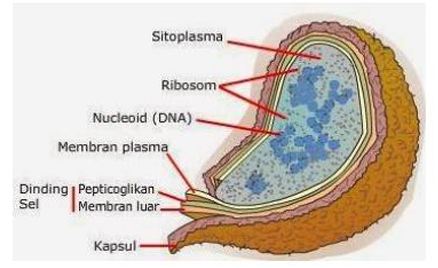 Sitoplasma
Ribosom
Nucleoid (DNA)
Membran plasma
Dinding
Sel
Pepticoglikan
Membran luar
Kapsul